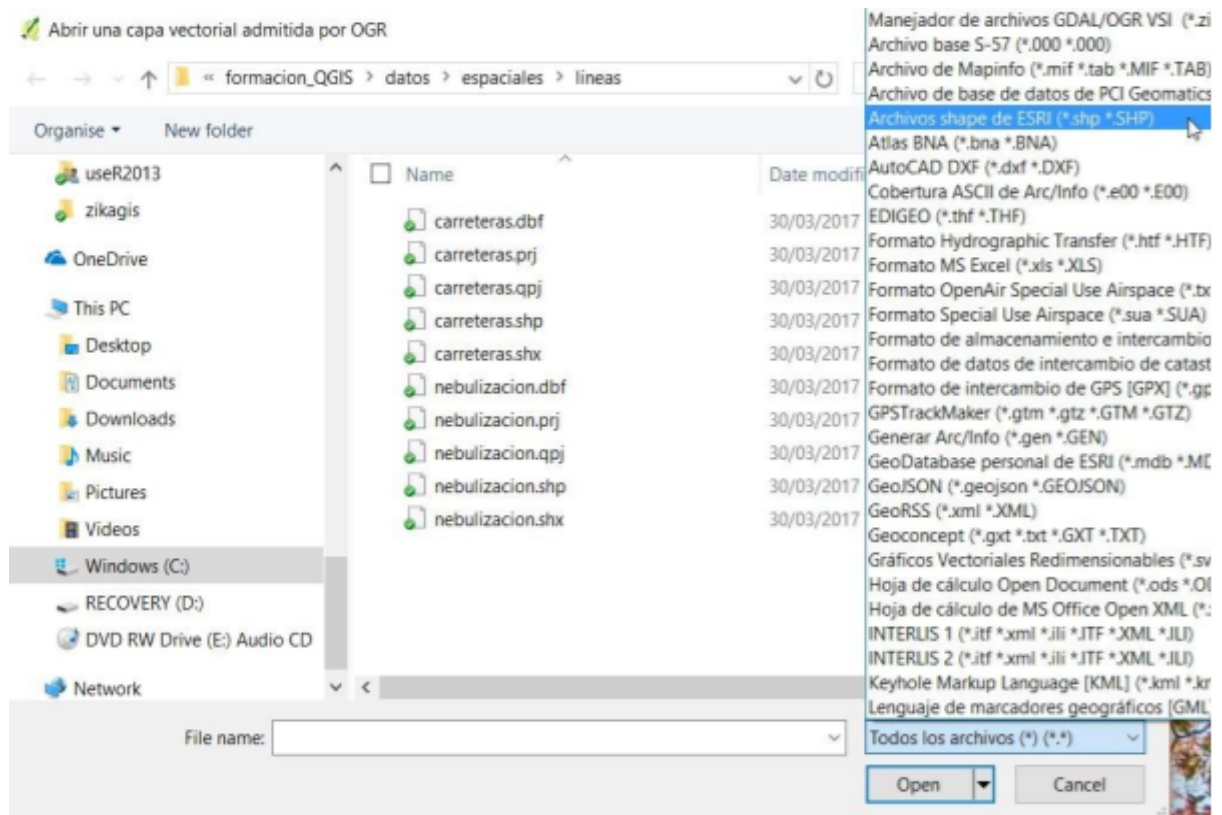 Abrir una capa vectorial admitida por OGR
« formacion_QGIS > datos > espaciales > lineas
Organise
New folder
useR2013
zikagis
OneDrive
This PC
Desktop
Documents
Downloads
Music
Pictures
Videos
Windows (C:)
RECOVERY (D:)
DVD RW Drive (E:) Audio CD
Network
Name
Date modifi
carreteras.dbf
30/03/2017
carreteras.prj
30/03/2017
carreteras.qpj
30/03/2017
carreteras.shp
30/03/2017
carreteras.shx
30/03/2017
nebulizacion.dbf
30/03/2017
nebulizacion.prj
30/03/2017
nebulizacion.qpj
30/03/2017
nebulizacion.shp
30/03/2017
nebulizacion.shx
30/03/2017
Manejador de archivos GDAL/OGR VSI (*.zi
Archivo base S-57 (*.000 *.000)
Archivo de Mapinfo (*.mif *.tab *.MIF *.TAB)
Archivo de base de datos de PCI Geomatics
Archivos shape de ESRI (*.shp *.SHP)
Atlas BNA (*.bna *.BNA)
AutoCAD DXF (*.dxf *.DXF)
Cobertura ASCII de Arc/Info (*.e00 *.E00)
EDIGEO (*.thf *.THF)
Formato Hydrographic Transfer (*.htf *.HTF)
Formato MS Excel (*.xls *.XLS)
Formato OpenAir Special Use Airspace (*.tx
Formato Special Use Airspace (*.sua *.SUA)
Formato de almacenamiento e intercambio
Formato de datos de intercambio de catast
Formato de intercambio de GPS [GPX] (*.gp
GPSTrackMaker (*.gtm *.gtz *.GTM *.GTZ)
Generar Arc/Info (*.gen *.GEN)
GeoDatabase personal de ESRI (*.mdb *.MD
GeoJSON (*.geojson *.GEOJSON)
GeoRSS (*.xml *.XML)
Geoconcept (*.gxt *.txt *.GXT *.TXT)
Gráficos Vectoriales Redimensionables (*.sv
Hoja de cálculo Open Document (*.ods *.OD
Hoja de cálculo de MS Office Open XML (*.
INTERLIS 1 (*.itf *.xml *.ili *.ITF *.XML *.ILI)
INTERLIS 2 (*.itf *.xml *.ili *.ITF *.XML *.ILI)
Keyhole Markup Language [KML] (*.kml *.kr
Lenguaje de marcadores geográficos [GML
File name:
Todos los archivos (*) (*.*)
Open
Cancel